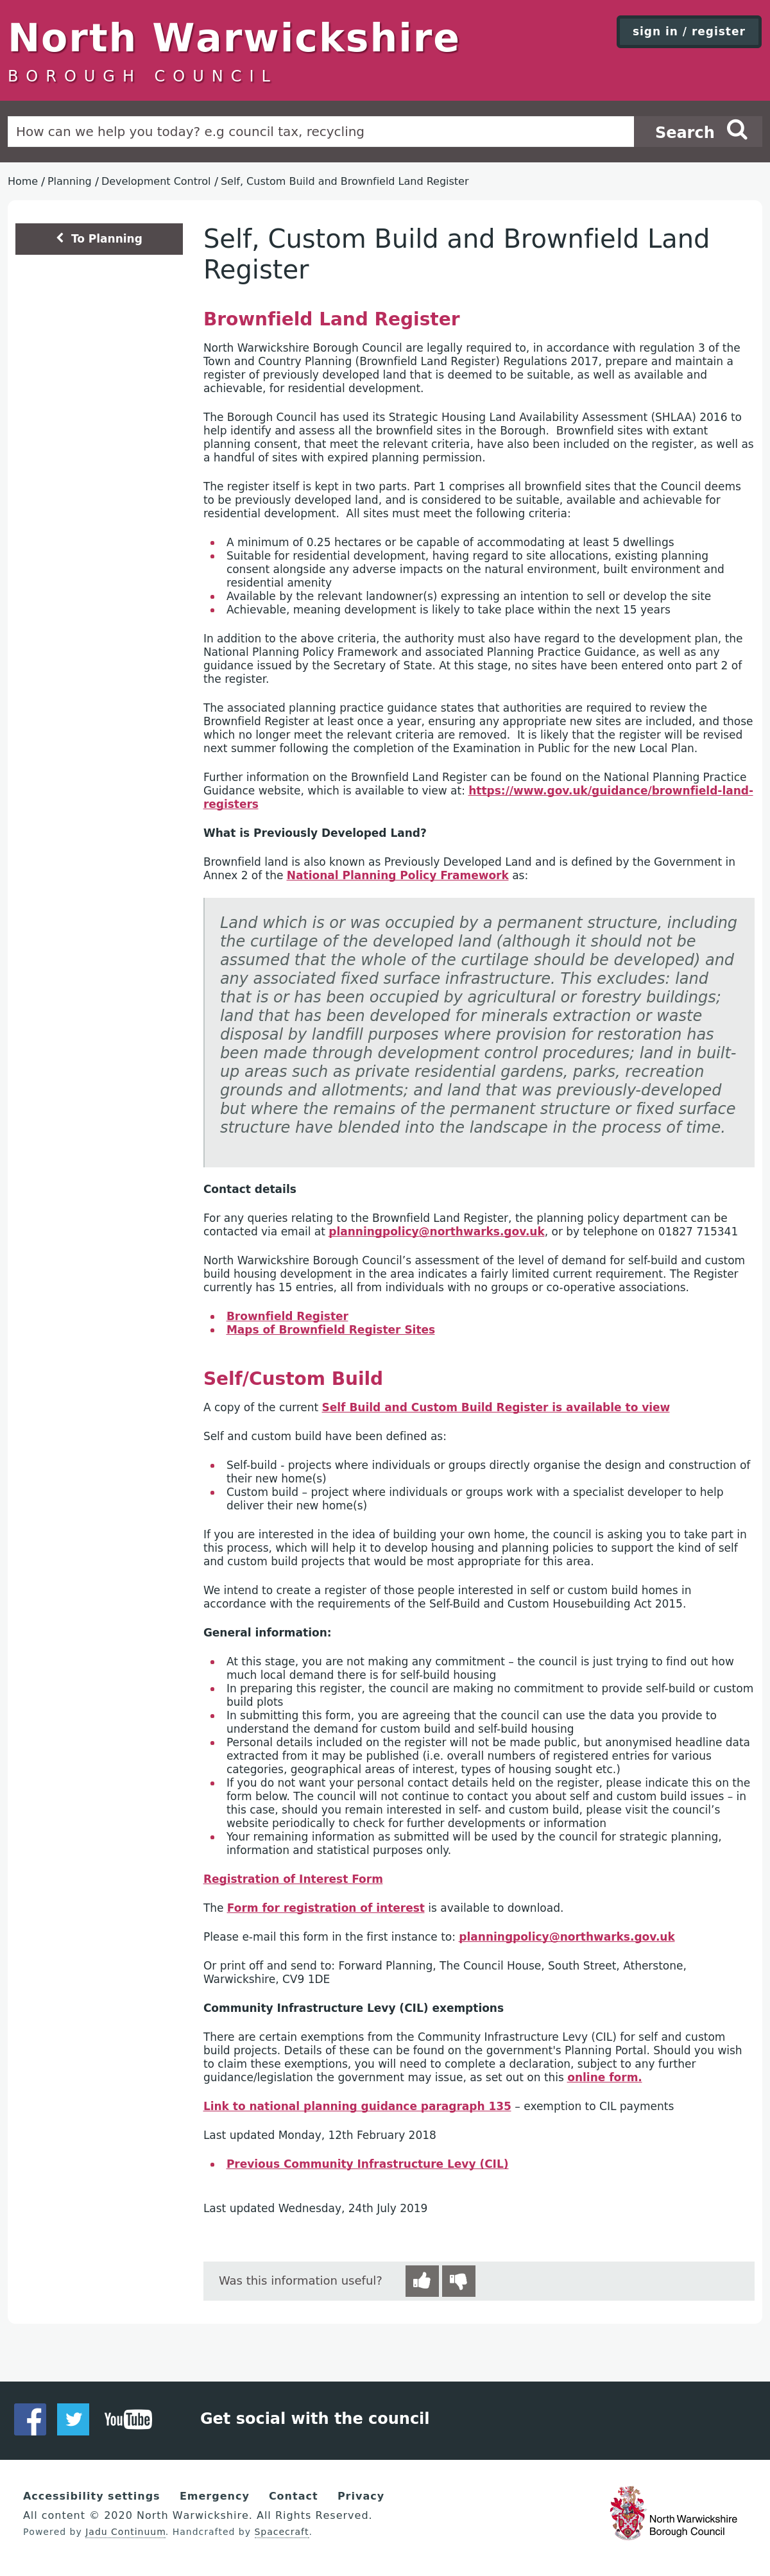 North Warwickshire
BOROUGH COUNCIL
sign in / register
How can we help you today? e.g council tax, recycling
Search
Home / Planning / Development Control / Self, Custom Build and Brownfield Land Register
To Planning
Self, Custom Build and Brownfield Land
Register
Brownfield Land Register
North Warwickshire Borough Council are legally required to, in accordance with regulation 3 of the
Town and Country Planning (Brownfield Land Register) Regulations 2017, prepare and maintain a
register of previously developed land that is deemed to be suitable, as well as available and
achievable, for residential development.
The Borough Council has used its Strategic Housing Land Availability Assessment (SHLAA) 2016 to
help identify and assess all the brownfield sites in the Borough.  Brownfield sites with extant
planning consent, that meet the relevant criteria, have also been included on the register, as well as
a handful of sites with expired planning permission.
The register itself is kept in two parts. Part 1 comprises all brownfield sites that the Council deems
to be previously developed land, and is considered to be suitable, available and achievable for
residential development.  All sites must meet the following criteria:
A minimum of 0.25 hectares or be capable of accommodating at least 5 dwellings
Suitable for residential development, having regard to site allocations, existing planning
consent alongside any adverse impacts on the natural environment, built environment and
residential amenity
Available by the relevant landowner(s) expressing an intention to sell or develop the site
Achievable, meaning development is likely to take place within the next 15 years
In addition to the above criteria, the authority must also have regard to the development plan, the
National Planning Policy Framework and associated Planning Practice Guidance, as well as any
guidance issued by the Secretary of State. At this stage, no sites have been entered onto part 2 of
the register.
The associated planning practice guidance states that authorities are required to review the
Brownfield Register at least once a year, ensuring any appropriate new sites are included, and those
which no longer meet the relevant criteria are removed.  It is likely that the register will be revised
next summer following the completion of the Examination in Public for the new Local Plan.
Further information on the Brownfield Land Register can be found on the National Planning Practice
Guidance website, which is available to view at: https://www.gov.uk/guidance/brownfield-land-
registers
What is Previously Developed Land?
Brownfield land is also known as Previously Developed Land and is defined by the Government in
Annex 2 of the National Planning Policy Framework as:
Land which is or was occupied by a permanent structure, including
the curtilage of the developed land (although it should not be
assumed that the whole of the curtilage should be developed) and
any associated fixed surface infrastructure. This excludes: land
that is or has been occupied by agricultural or forestry buildings;
land that has been developed for minerals extraction or waste
disposal by landfill purposes where provision for restoration has
been made through development control procedures; land in built-
up areas such as private residential gardens, parks, recreation
grounds and allotments; and land that was previously-developed
but where the remains of the permanent structure or fixed surface
structure have blended into the landscape in the process of time.
Contact details
For any queries relating to the Brownfield Land Register, the planning policy department can be
contacted via email at planningpolicy@northwarks.gov.uk, or by telephone on 01827 715341
North Warwickshire Borough Council’s assessment of the level of demand for self-build and custom
build housing development in the area indicates a fairly limited current requirement. The Register
currently has 15 entries, all from individuals with no groups or co-operative associations.
Brownfield Register
Maps of Brownfield Register Sites
Self/Custom Build
A copy of the current Self Build and Custom Build Register is available to view
Self and custom build have been defined as:
Self-build - projects where individuals or groups directly organise the design and construction of
their new home(s)
Custom build – project where individuals or groups work with a specialist developer to help
deliver their new home(s)
If you are interested in the idea of building your own home, the council is asking you to take part in
this process, which will help it to develop housing and planning policies to support the kind of self
and custom build projects that would be most appropriate for this area.
We intend to create a register of those people interested in self or custom build homes in
accordance with the requirements of the Self-Build and Custom Housebuilding Act 2015.
General information:
At this stage, you are not making any commitment – the council is just trying to find out how
much local demand there is for self-build housing
In preparing this register, the council are making no commitment to provide self-build or custom
build plots
In submitting this form, you are agreeing that the council can use the data you provide to
understand the demand for custom build and self-build housing
Personal details included on the register will not be made public, but anonymised headline data
extracted from it may be published (i.e. overall numbers of registered entries for various
categories, geographical areas of interest, types of housing sought etc.)
If you do not want your personal contact details held on the register, please indicate this on the
form below. The council will not continue to contact you about self and custom build issues – in
this case, should you remain interested in self- and custom build, please visit the council’s
website periodically to check for further developments or information
Your remaining information as submitted will be used by the council for strategic planning,
information and statistical purposes only.
Registration of Interest Form
The Form for registration of interest is available to download.
Please e-mail this form in the first instance to: planningpolicy@northwarks.gov.uk
Or print off and send to: Forward Planning, The Council House, South Street, Atherstone,
Warwickshire, CV9 1DE
Community Infrastructure Levy (CIL) exemptions
There are certain exemptions from the Community Infrastructure Levy (CIL) for self and custom
build projects. Details of these can be found on the government's Planning Portal. Should you wish
to claim these exemptions, you will need to complete a declaration, subject to any further
guidance/legislation the government may issue, as set out on this online form.
Link to national planning guidance paragraph 135 – exemption to CIL payments
Last updated Monday, 12th February 2018
Previous Community Infrastructure Levy (CIL)
Last updated Wednesday, 24th July 2019
Was this information useful?
You Tube
Get social with the council
Accessibility settings Emergency Contact Privacy
All content © 2020 North Warwickshire. All Rights Reserved.
Powered by Jadu Continuum. Handcrafted by Spacecraft.
North Warwickshire
Borough Council